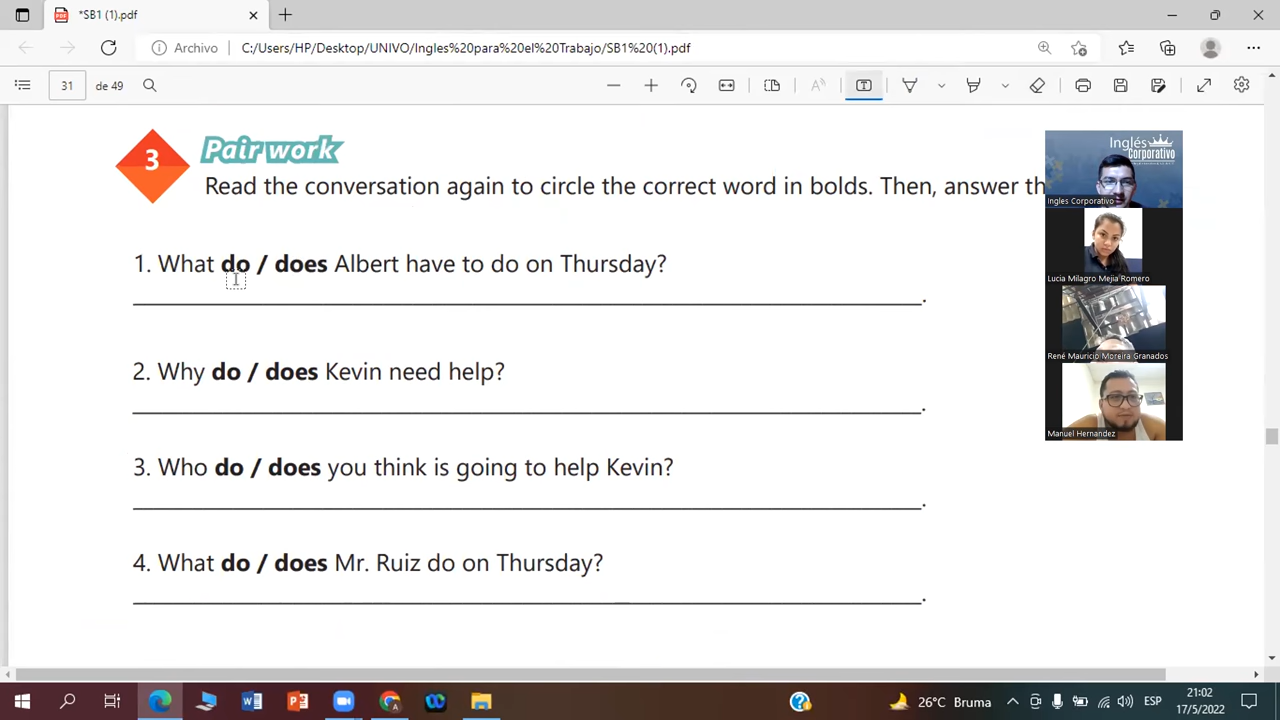 *SB1 (1).pdf
Archivo
C:/Users/HP/Desktop/UNIVO/Ingles%20para%20el%20Trabajo/SB1%20(1).pdf
31 de 49
3
Pair work
Read the conversation again to circle the correct word in bolds. Then, answer th
1. What do / does Albert have to do on Thursday?
2. Why do / does Kevin need help?
3. Who do / does you think is going to help Kevin?
4. What do / does Mr. Ruiz do on Thursday?
Inglés
Corporativo
Ingles Corporativo
Lucia Milagro Mejia Romero
René Mauricio Moreira Granados
Manuel Hernandez
26°C Bruma
ESP
21:02
17/5/2022